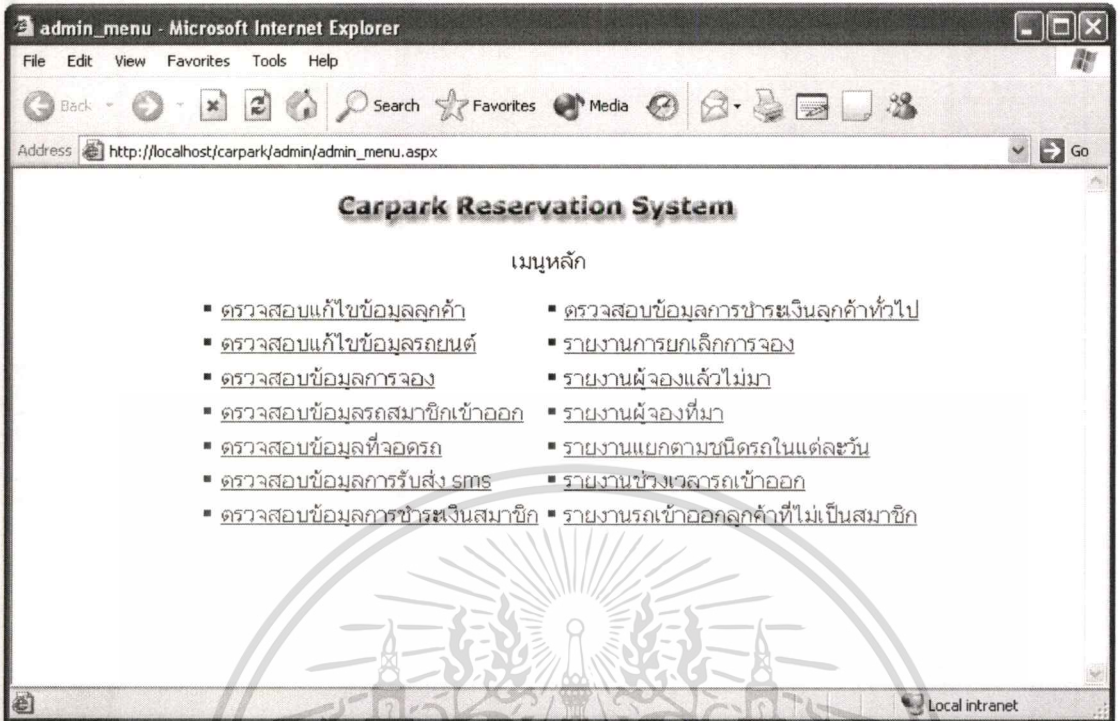 admin_menu - Microsoft Internet Explorer
File Edit View Favorites Tools Help
Back Search Favorites Media
Address http://localhost/carpark/admin/admin_menu.aspx Go
Carpark Reservation System
เมนูหลัก
ตรวจสอบแก้ไขข้อมูลลูกค้า
ตรวจสอบแก้ไขข้อมูลรถยนต์
ตรวจสอบข้อมูลการจอง
ตรวจสอบข้อมูลรถสมาชิกเข้าออก
ตรวจสอบข้อมูลที่จอดรถ
ตรวจสอบข้อมูลการรับส่ง sms
ตรวจสอบข้อมูลการชำระเงินสมาชิก
ตรวจสอบข้อมูลการชำระเงินลูกค้าทั่วไป
รายงานการยกเลิกการจอง
รายงานผู้จองแล้วไม่มา
รายงานผู้จองที่มา
รายงานแยกตามชนิดรถในแต่ละวัน
รายงานช่วงเวลารถเข้าออก
รายงานรถเข้าออกลูกค้าที่ไม่เป็นสมาชิก
Local intranet